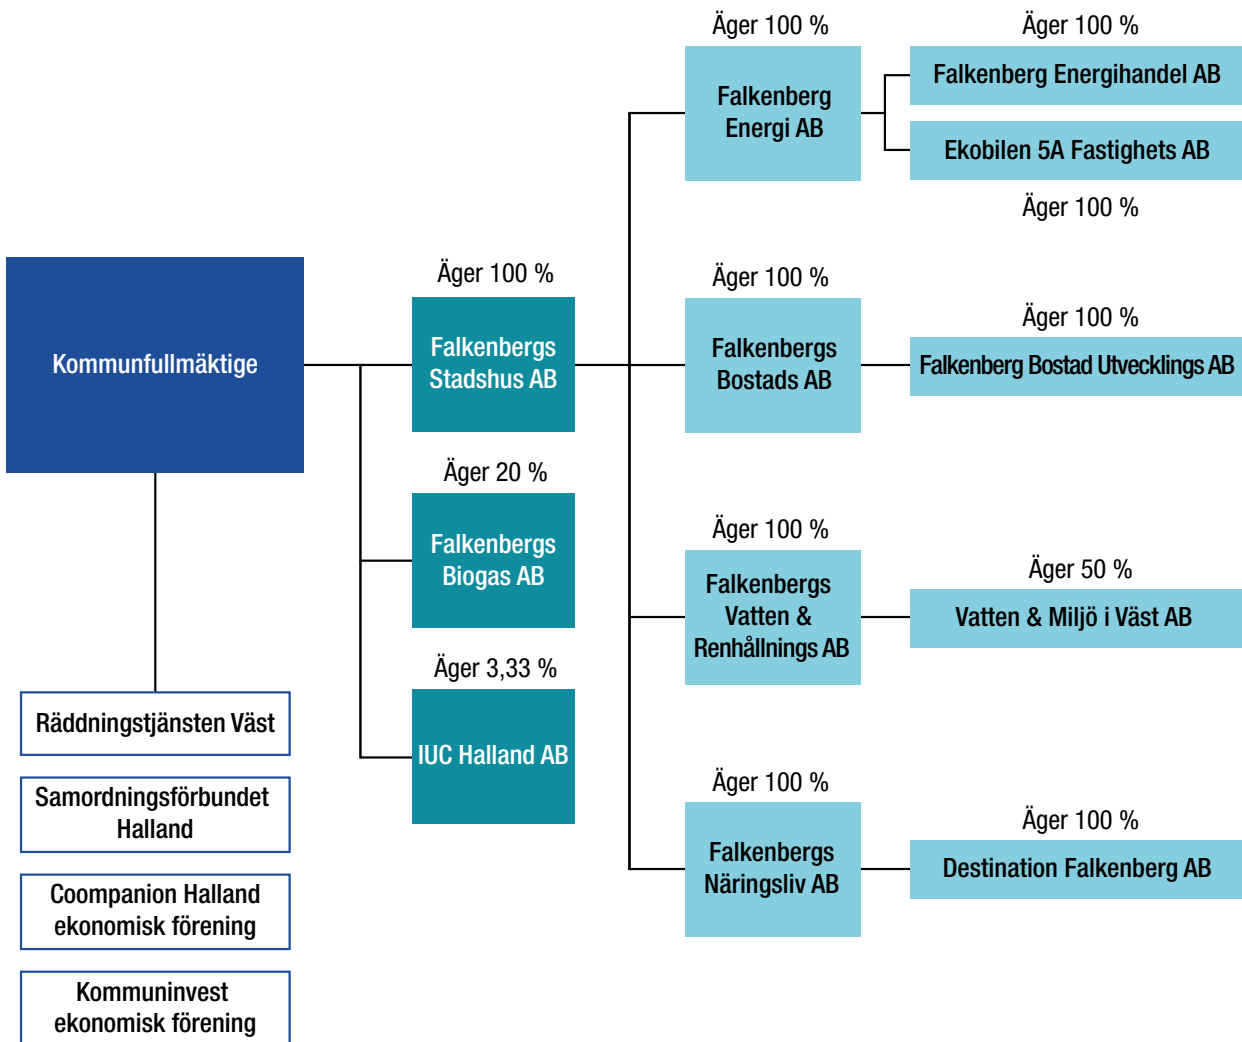 Kommunfullmäktige
Räddningstjänsten Väst
Samordningsförbundet
Halland
Coompanion Halland
ekonomisk förening
Kommuninvest
ekonomisk förening
Äger 100 %
Falkenbergs
Stadshus AB
Äger 20 %
Falkenbergs
Biogas AB
Äger 3,33 %
IUC Halland AB
Äger 100 %
Falkenberg
Energi AB
Äger 100 %
Falkenberg Energihandel AB
Ekobilen 5A Fastighets AB
Äger 100 %
Äger 100 %
Falkenbergs
Bostads AB
Äger 100 %
Falkenberg Bostad Utvecklings AB
Äger 100 %
Falkenbergs
Vatten &
Renhållnings AB
Äger 50 %
Vatten & Miljö i Väst AB
Äger 100 %
Falkenbergs
Näringsliv AB
Äger 100 %
Destination Falkenberg AB